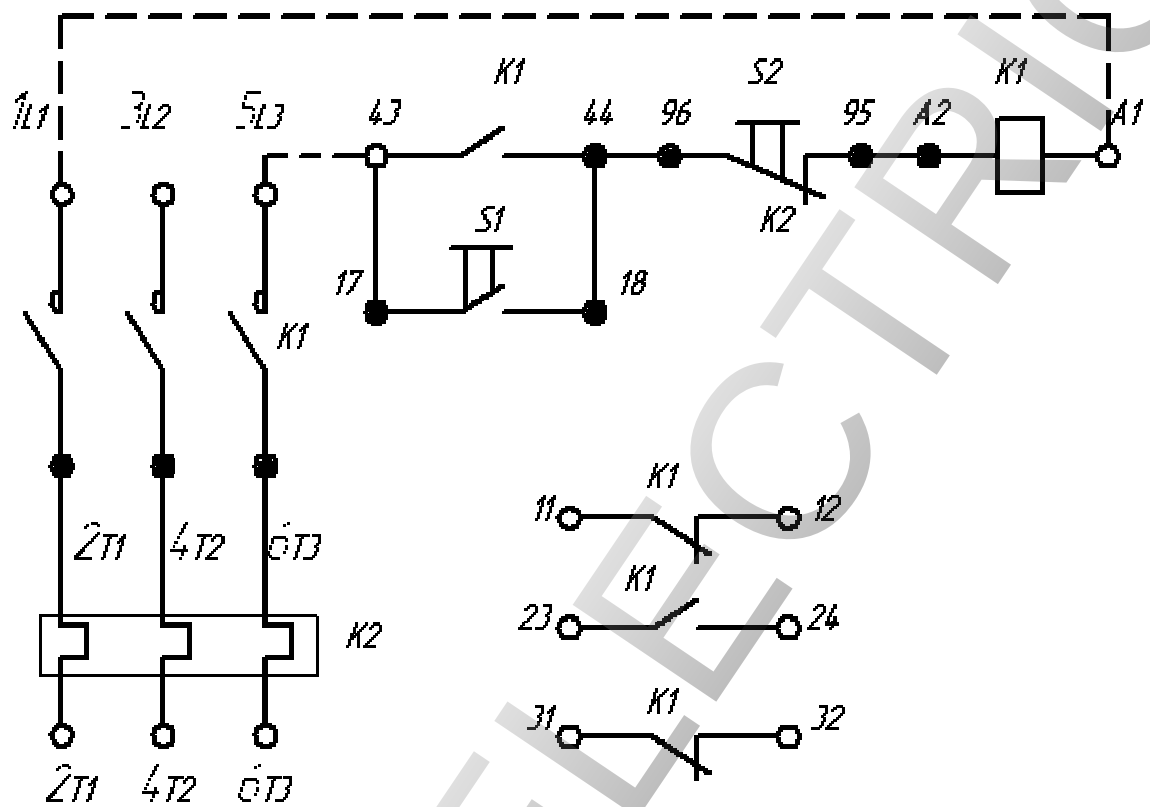 K1 S2 K1
1L1 3L2 5L3 43 44 96 95 A2 A1
S1 K2
17 18
K1
K1
11 12
2T1 4T2 6T3 K1
23 24
K2
K1
31 32
2T1 4T2 6T3
ELECTRIC